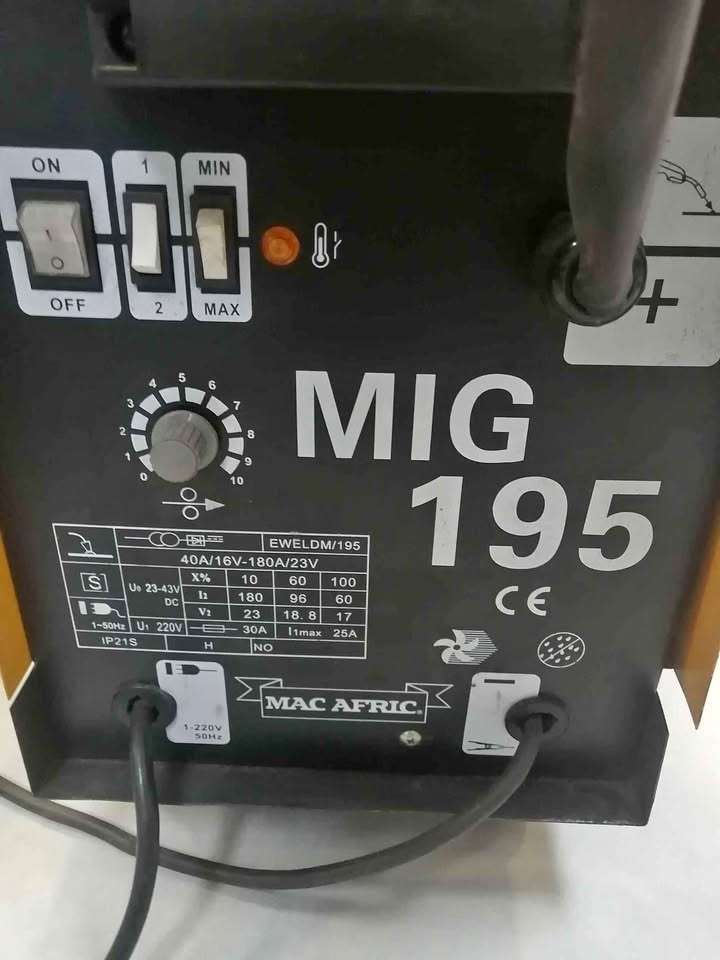 ON 1 MIN
I
O
OFF 2 MAX
+
MIG
195
0 1 2 3 4 5 6 7 8 9 10
EWELDM/195
40A/16V-180A/23V
S U0 23-43V DC X% 10 60 100
I2 180 96 60
V2 23 18.8 17
1~50Hz U1 220V 30A I1max 25A
IP21S H NO
CE
MAC AFRIC
1-220V
50Hz
-